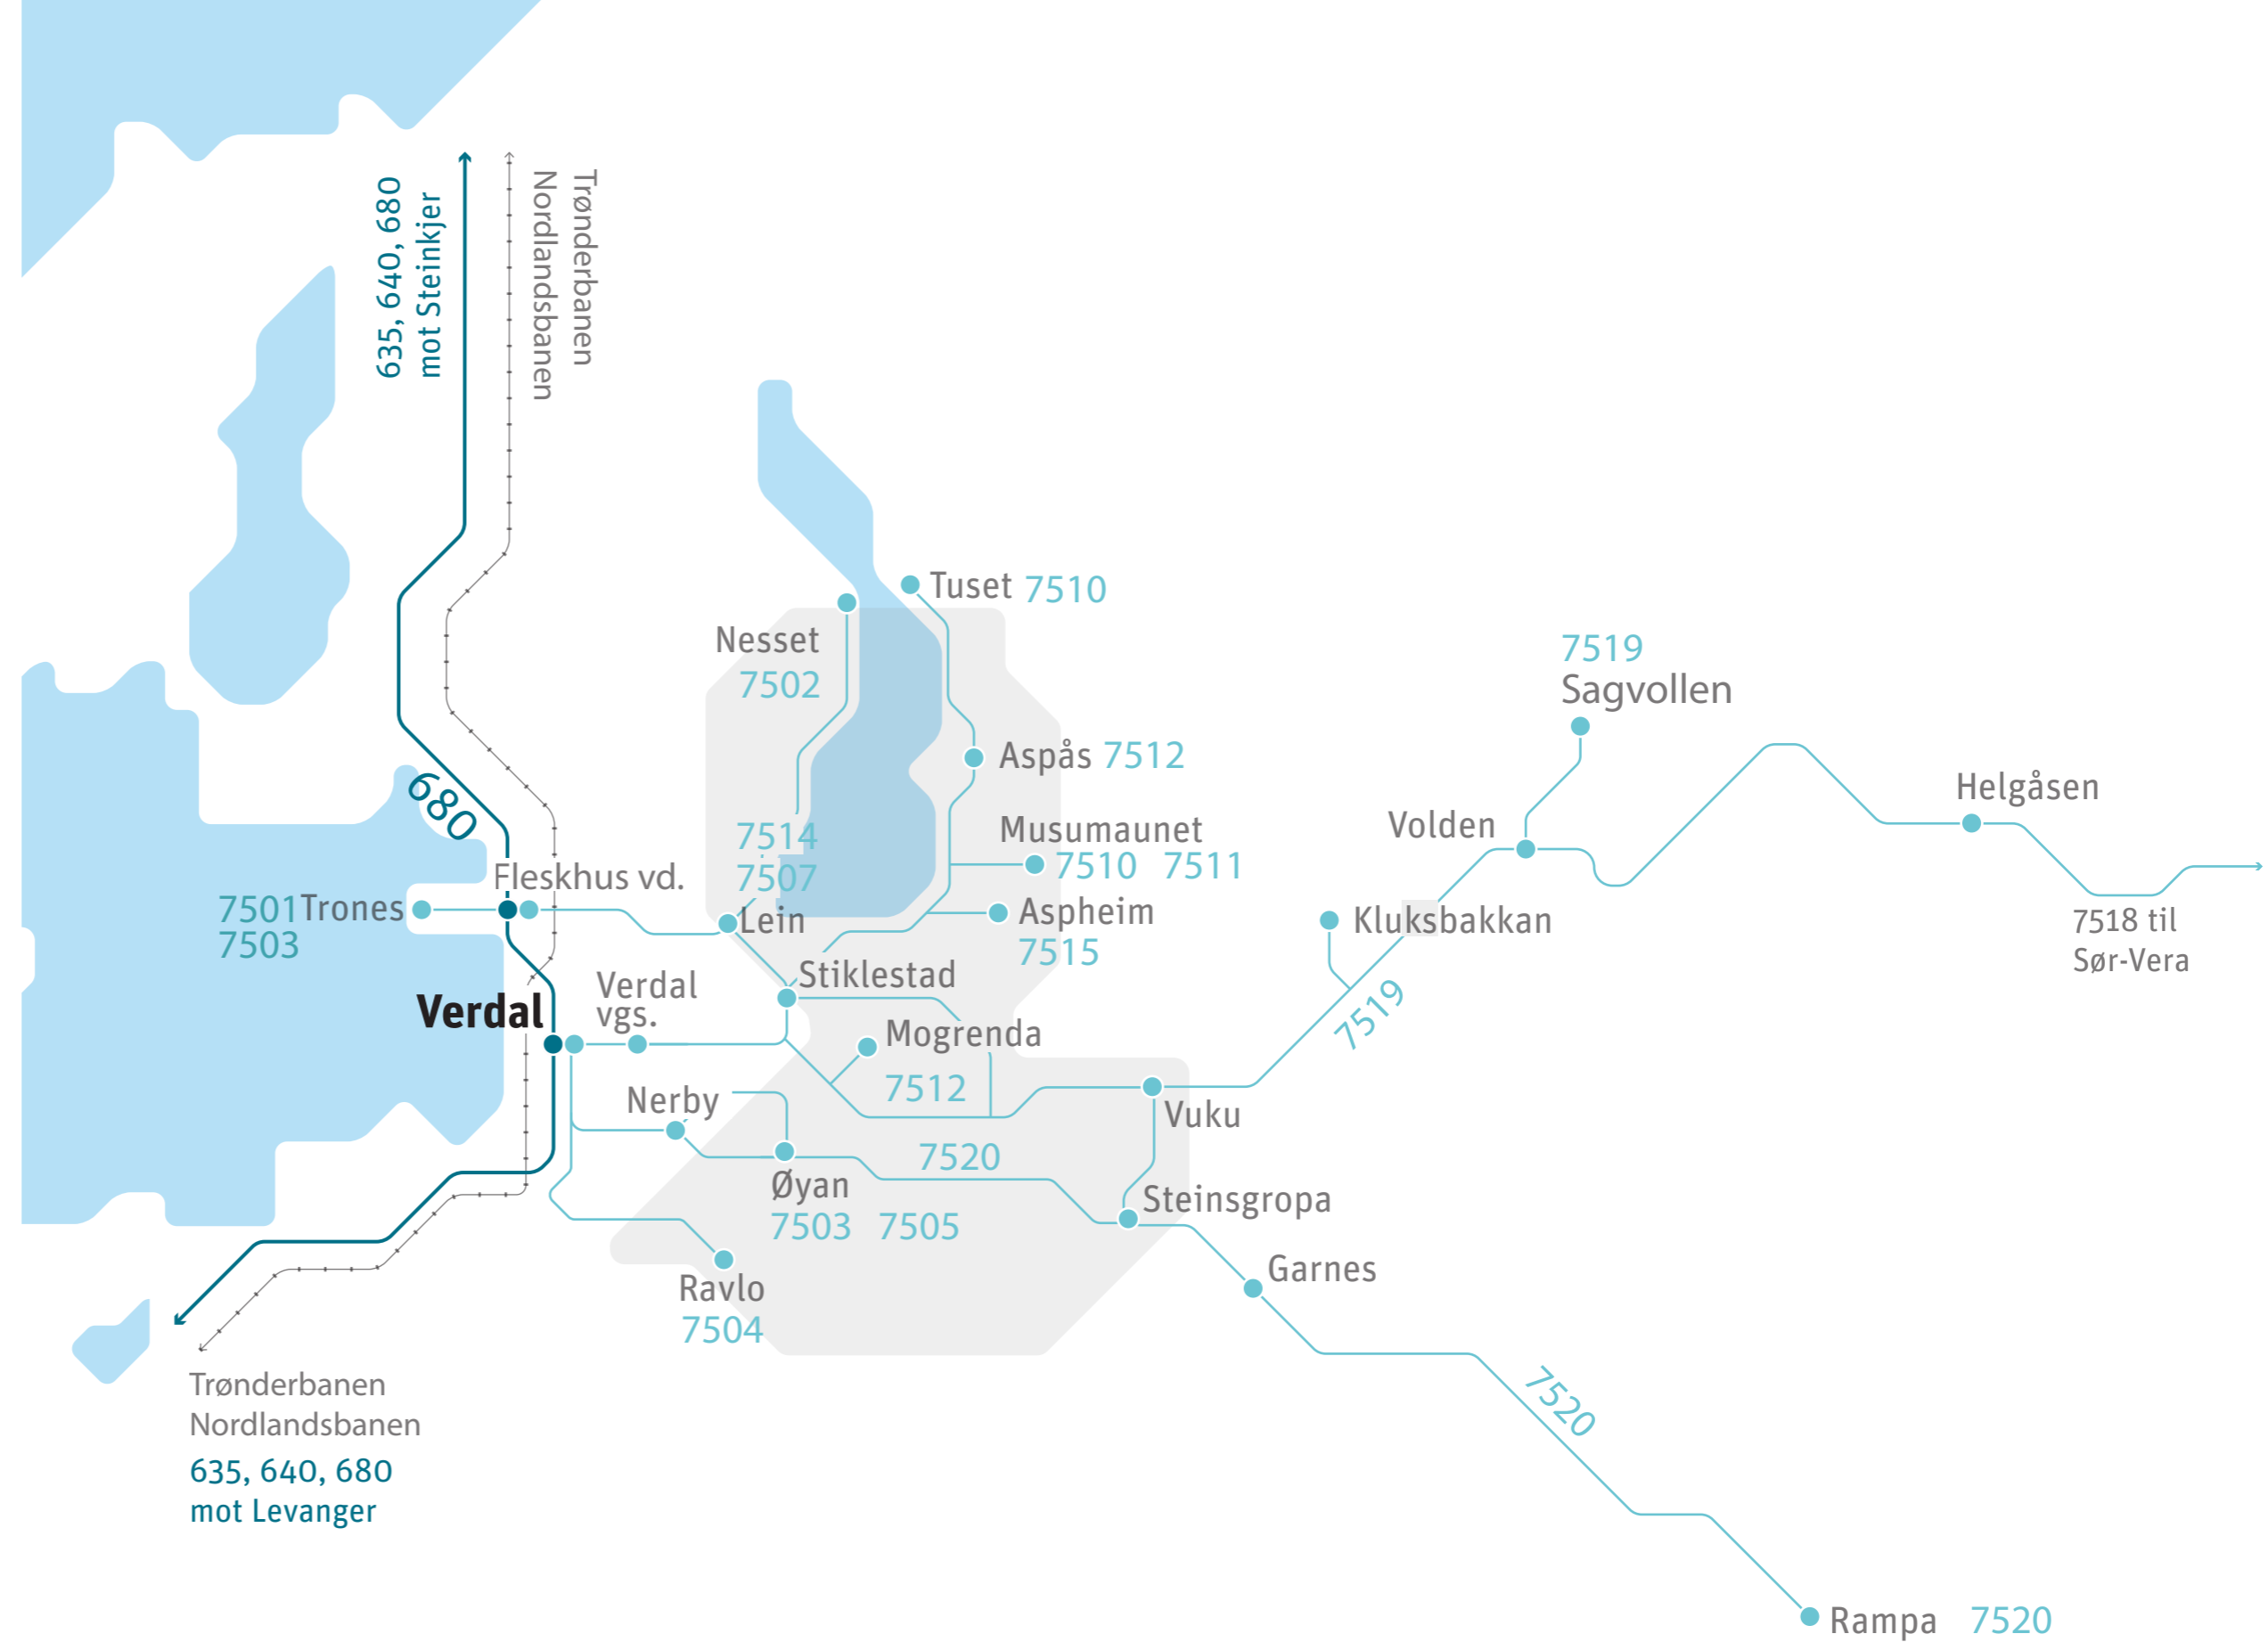 635, 640, 680
mot Steinkjer
Trønderbanen
Nordlandsbanen
Tuset 7510
Nesset
7502
7519
Sagvollen
Aspås 7512
Helgåsen
680
Musumaunet
7510 7511
Volden
7514
7507
Fleskhus vd.
7501 Trones
7503
Lein
Aspheim
7515
Kluksbakkan
7518 til
Sør-Vera
Stiklestad
Verdal
Verdal
vgs.
7519
Mogrenda
7512
Nerby
Vuku
7520
Øyan
7503 7505
Steinsgropa
Garnes
Ravlo
7504
Trønderbanen
Nordlandsbanen
635, 640, 680
mot Levanger
7520
Rampa 7520